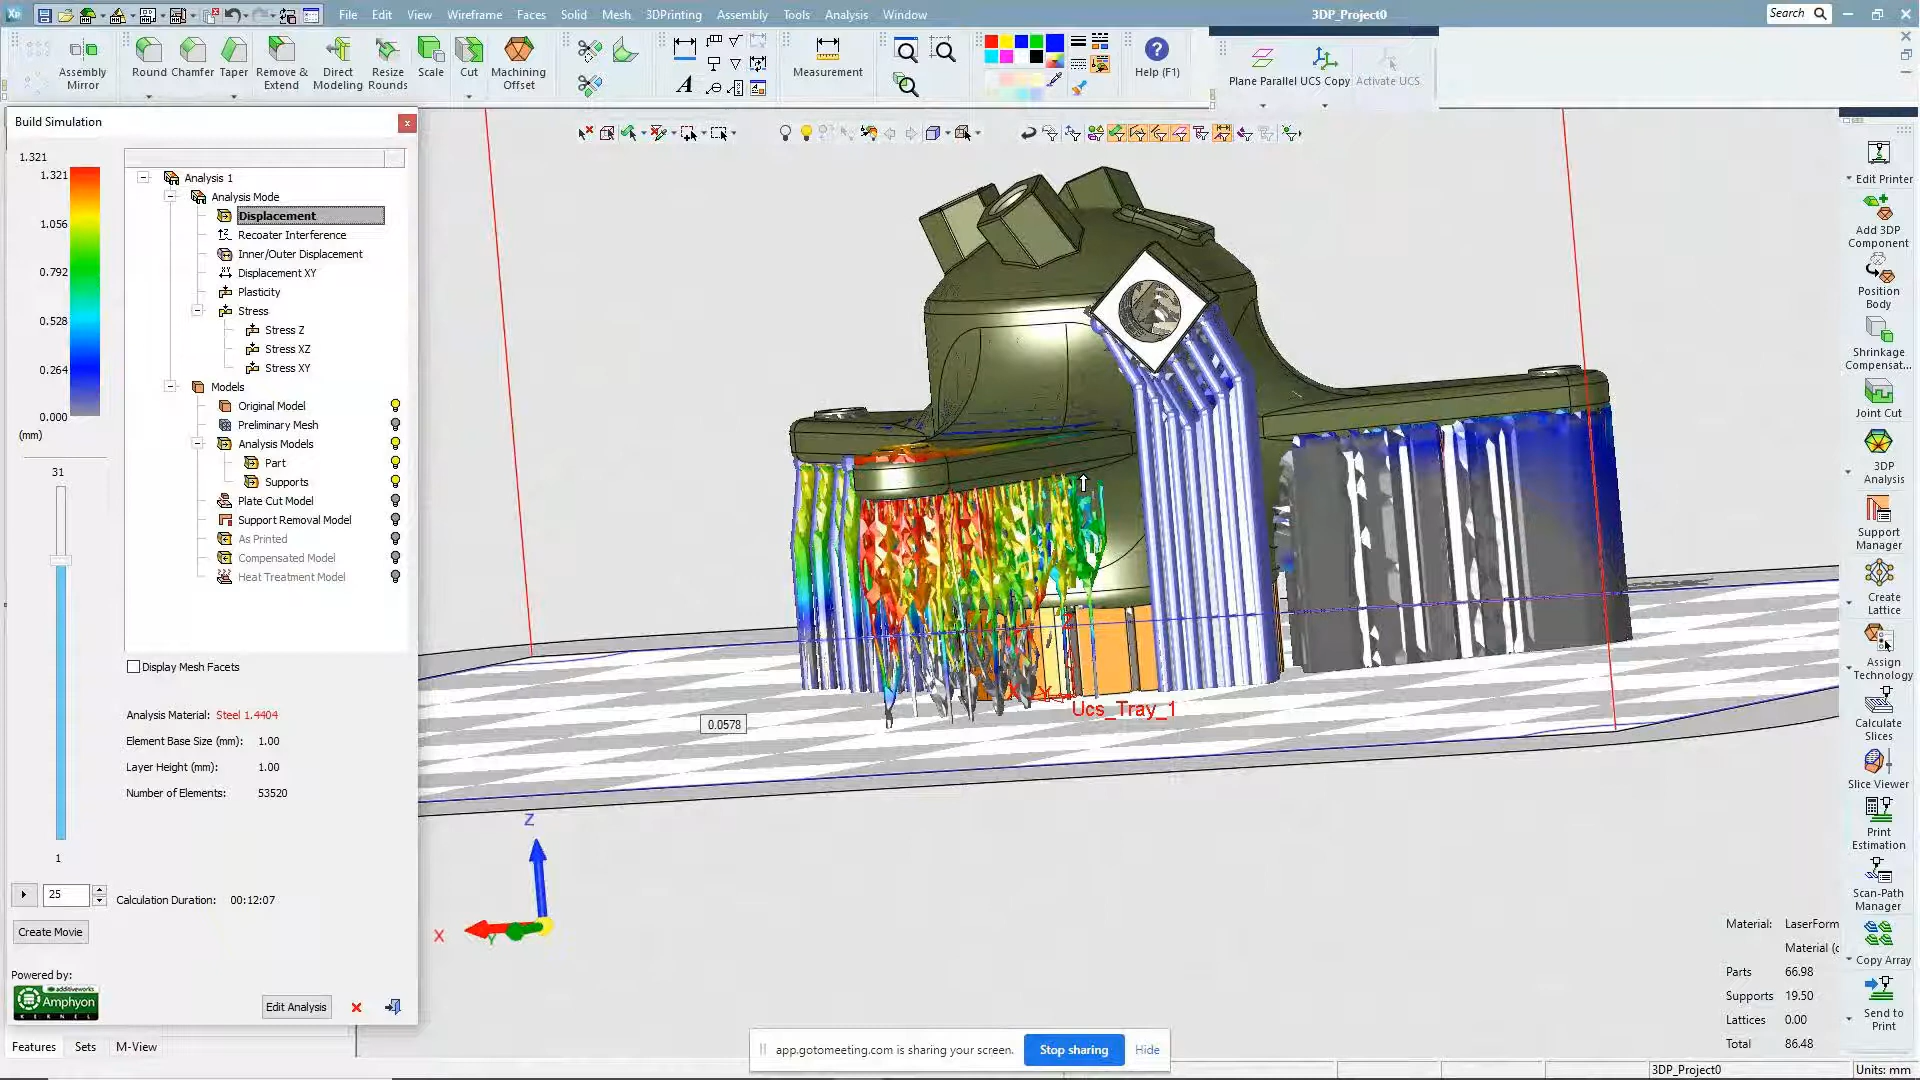 Xp
File Edit View Wireframe Faces Solid Mesh 3DPrinting Assembly Tools Analysis Window
3DP_Project0
Search
Assembly Mirror
Round
Chamfer
Taper
Remove & Extend
Direct Modeling
Resize Rounds
Scale
Cut
Machining Offset
A
Measurement
Help (F1)
Plane Parallel
UCS Copy
Activate UCS
Build Simulation
1.321
1.321
1.056
0.792
0.528
0.264
0.000
(mm)
31
1
Analysis 1
Analysis Mode
Displacement
Recoater Interference
Inner/Outer Displacement
Displacement XY
Plasticity
Stress
Stress Z
Stress XZ
Stress XY
Models
Original Model
Preliminary Mesh
Analysis Models
Part
Supports
Plate Cut Model
Support Removal Model
As Printed
Compensated Model
Heat Treatment Model
Display Mesh Facets
Analysis Material: Steel 1.4404
Element Base Size (mm): 1.00
Layer Height (mm): 1.00
Number of Elements: 53520
25
Calculation Duration: 00:12:07
Create Movie
Powered by:
additiveworks
Amphyon
KERNEL
Edit Analysis
Features Sets M-View
0.0578
X Y
Ucs_Tray_1
Z
X
Y
Edit Printer
Add 3DP Component
Position Body
Shrinkage Compensat...
Joint Cut
3DP Analysis
Support Manager
Create Lattice
Assign Technology
Calculate Slices
Slice Viewer
Print Estimation
Scan-Path Manager
Copy Array
Send to Print
Material: LaserForm
Material (c
Parts 66.98
Supports 19.50
Lattices 0.00
Total 86.48
app.gotomeeting.com is sharing your screen.
Stop sharing
Hide
3DP_Project0
Units: mm